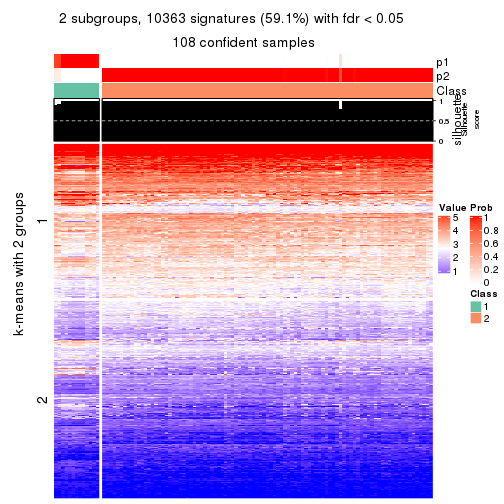 2 subgroups, 10363 signatures (59.1%) with fdr < 0.05
108 confident samples
p1
p2
Class
1
0.5
0
silhouette
Silhouette
score
k-means with 2 groups
1
2
Value
5
4
3
2
1
Prob
1
0.8
0.6
0.4
0.2
0
Class
1
2